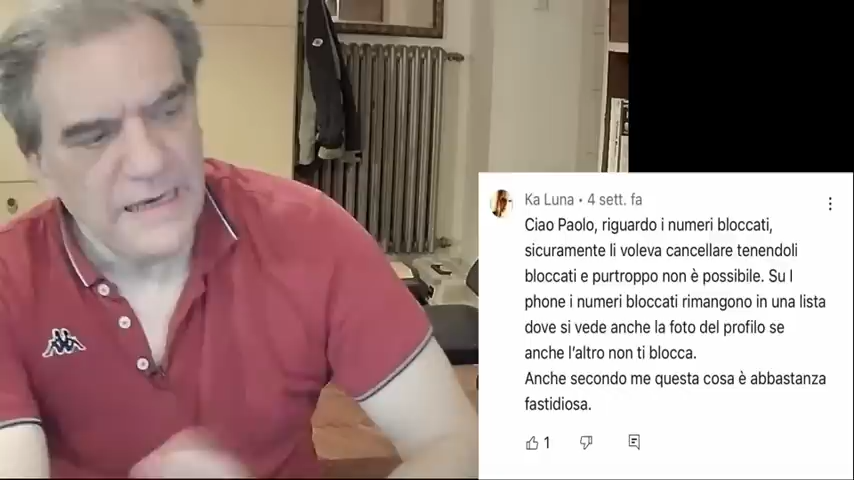 Ka Luna • 4 sett. fa
Ciao Paolo, riguardo i numeri bloccati,
sicuramente li voleva cancellare tenendoli
bloccati e purtroppo non è possibile. Su I
phone i numeri bloccati rimangono in una lista
dove si vede anche la foto del profilo se
anche l'altro non ti blocca.
Anche secondo me questa cosa è abbastanza
fastidiosa.
1